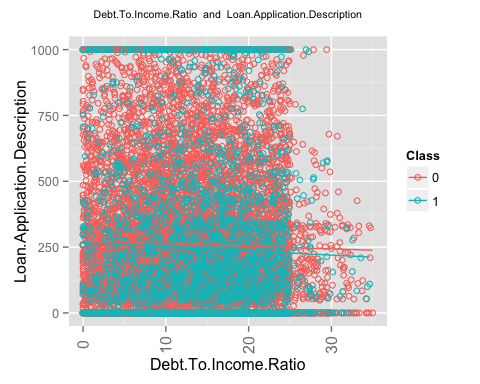 Debt.To.Income.Ratio and Loan.Application.Description
1000
750
500
250
0
Loan.Application.Description
0
10
20
30
Debt.To.Income.Ratio
Class
0
1